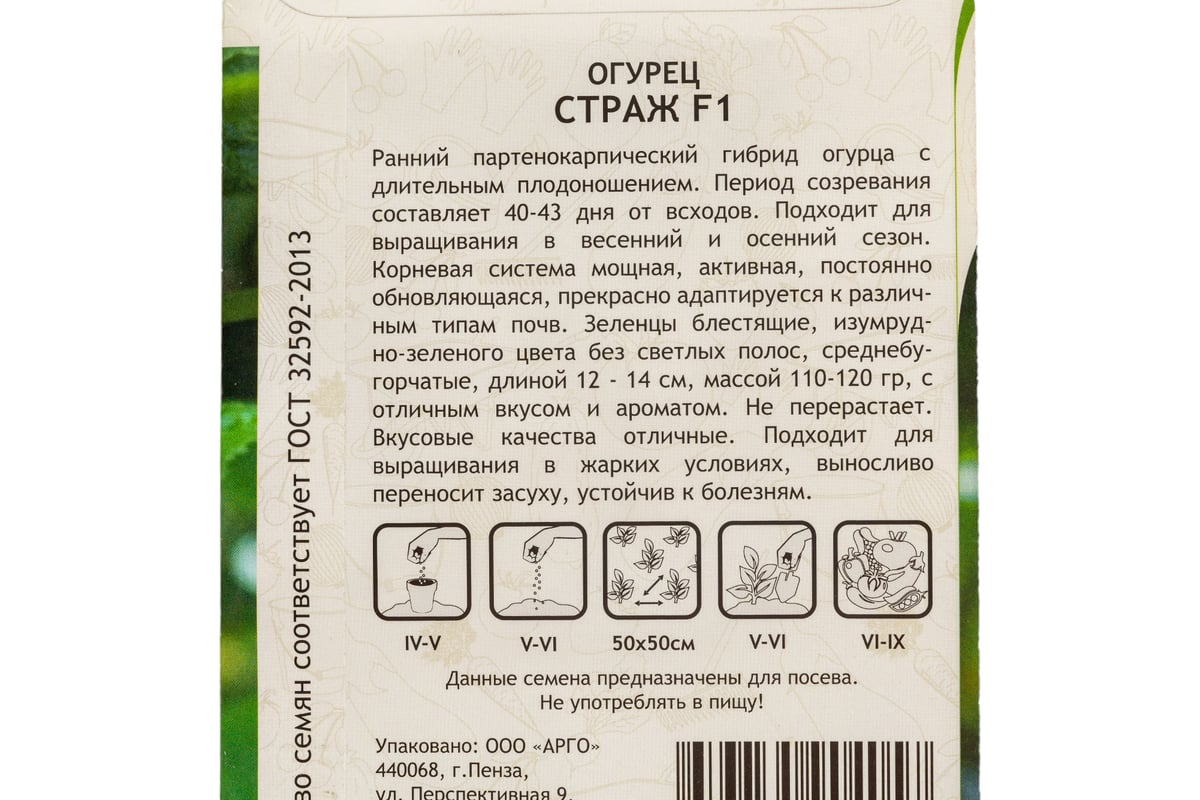 ОГУРЕЦ
СТРАЖ F1
Ранний партенокарпический гибрид огурца с
длительным плодоношением. Период созревания
составляет 40-43 дня от всходов. Подходит для
выращивания в весенний и осенний сезон.
Корневая система мощная, активная, постоянно
обновляющаяся, прекрасно адаптируется к различ-
ным типам почв. Зеленцы блестящие, изумруд-
но-зеленого цвета без светлых полос, среднебу-
горчатые, длиной 12 - 14 см, массой 110-120 гр, с
отличным вкусом и ароматом. Не перерастает.
Вкусовые качества отличные. Подходит для
выращивания в жарких условиях, выносливо
переносит засуху, устойчив к болезням.
IV-V V-VI 50х50см V-VI VI-IX
Данные семена предназначены для посева.
Не употреблять в пищу!
Упаковано: ООО «АРГО»
440068, г.Пенза,
ул. Перспективная 9,
во семян соответствует ГОСТ 32592-2013